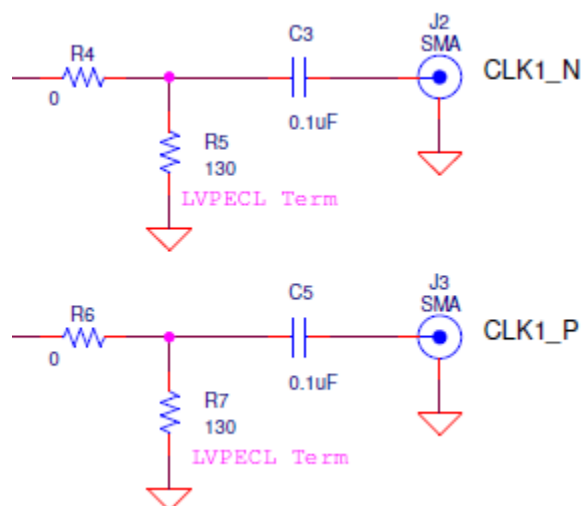 J2
SMA
CLK1_N
R4
0
C3
0.1uF
R5
130
LVPECL Term
J3
SMA
CLK1_P
R6
0
C5
0.1uF
R7
130
LVPECL Term